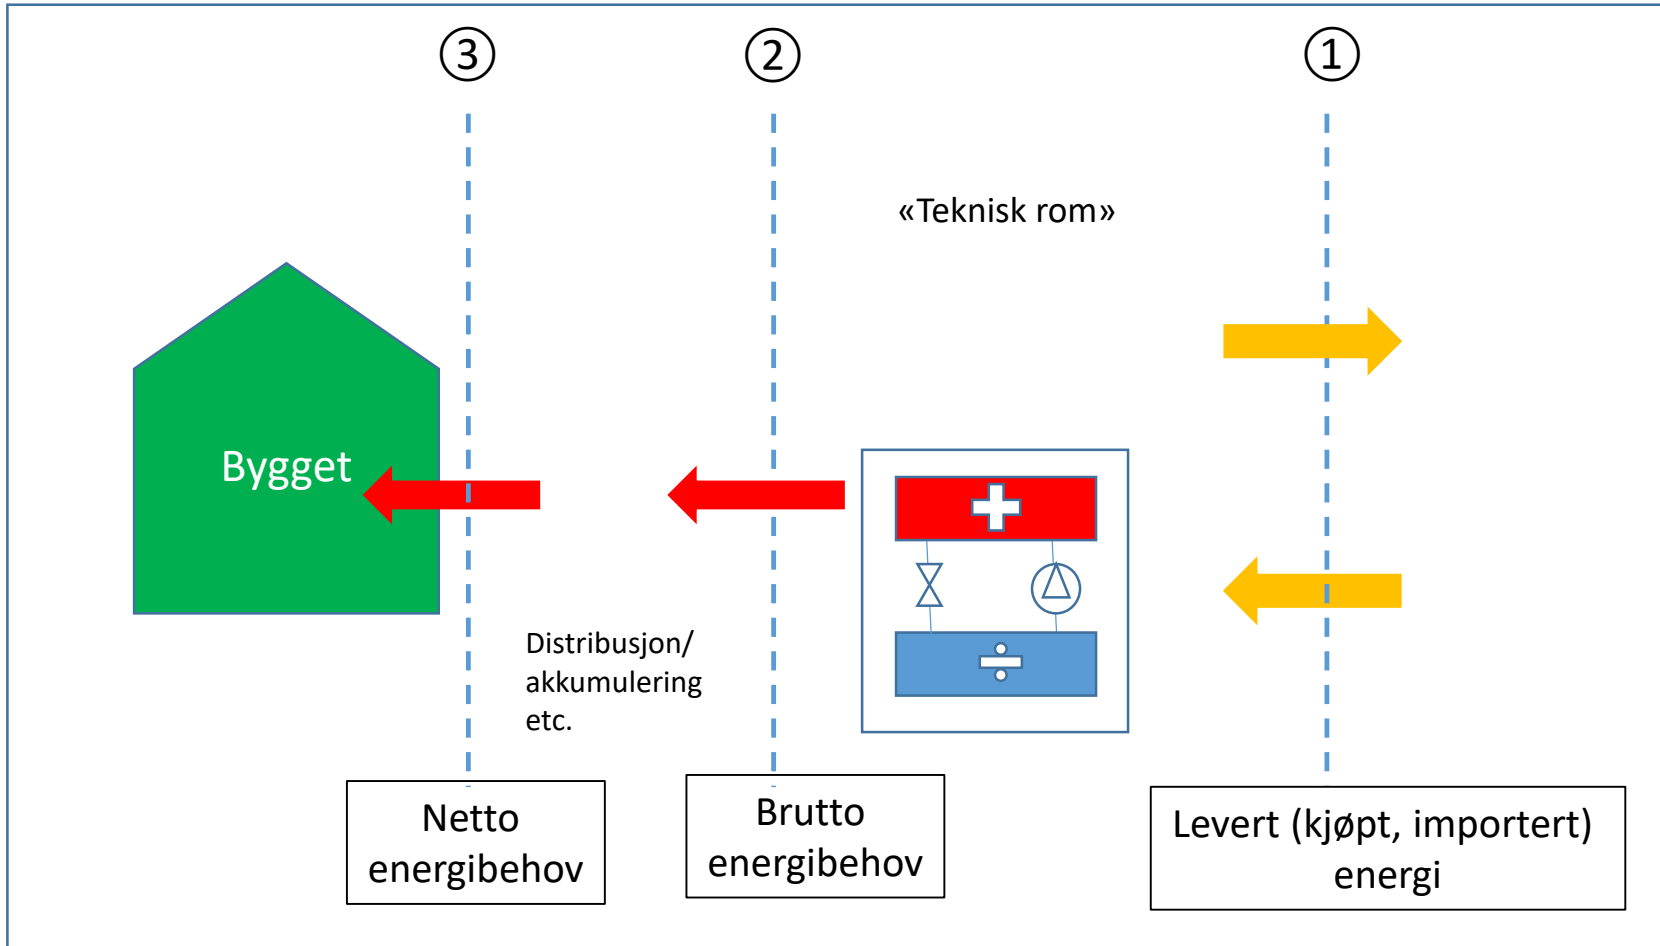 ③
②
①
«Teknisk rom»
Bygget
Distribusjon/
akkumulering
etc.
Netto
energibehov
Brutto
energibehov
Levert (kjøpt, importert)
energi